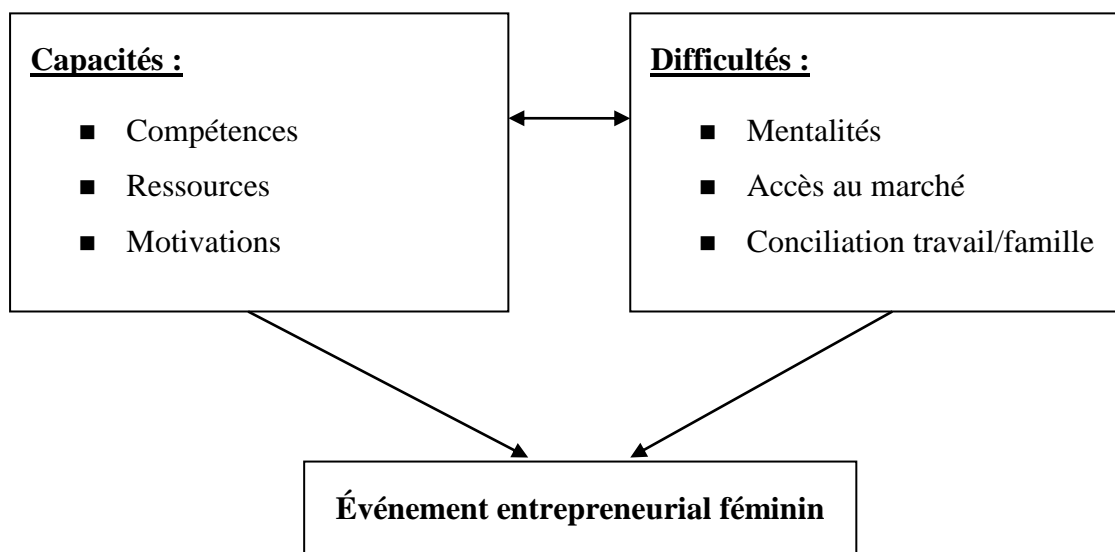 Capacités :
■ Compétences
■ Ressources
■ Motivations
Difficultés :
■ Mentalités
■ Accès au marché
■ Conciliation travail/famille
Événement entrepreneurial féminin